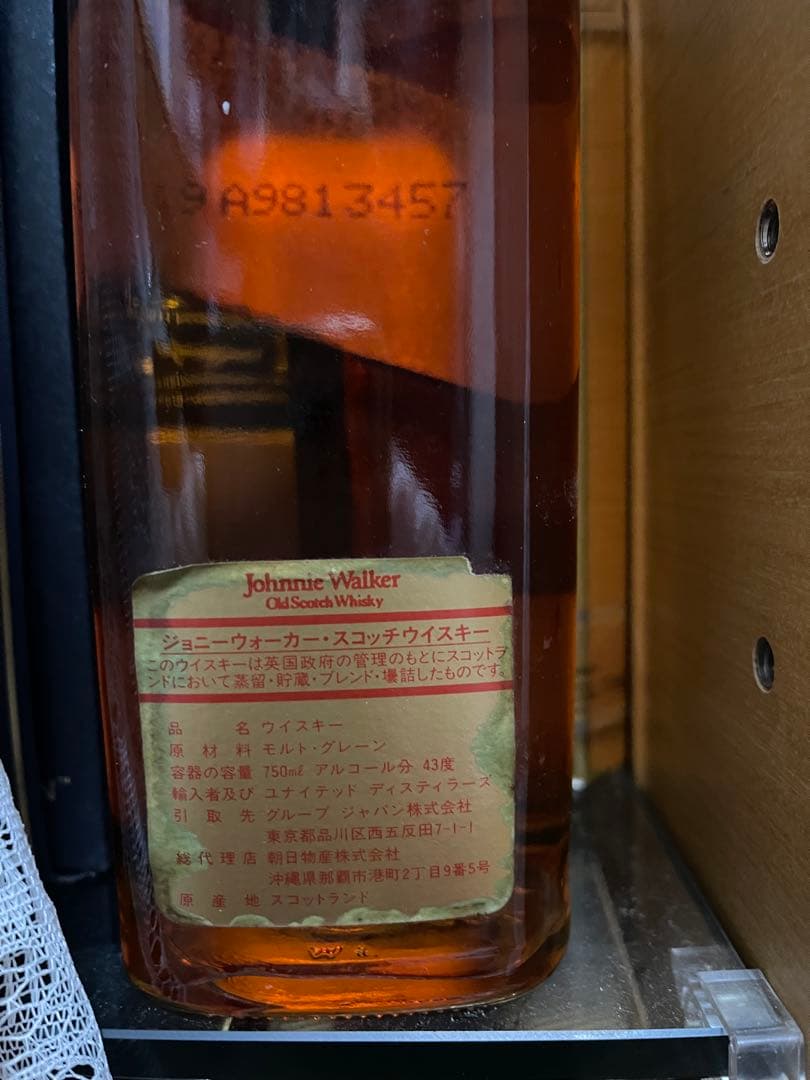 9 A9813457
Johnnie Walker
Old Scotch Whisky
ジョニーウォーカー・スコッチウイスキー
このウイスキーは英国政府の管理のもとにスコットラ
ンドにおいて蒸留・貯蔵・ブレンド・壜詰したものです。
品 名 ウイスキー
原材料 モルト・グレーン
容器の容量 750mℓ アルコール分 43度
輸入者及び ユナイテッド ディスティラーズ
引取先 グループ ジャパン株式会社
東京都品川区西五反田7-1-1
総代理店 朝日物産株式会社
沖縄県那覇市港町2丁目9番5号
原産地 スコットランド